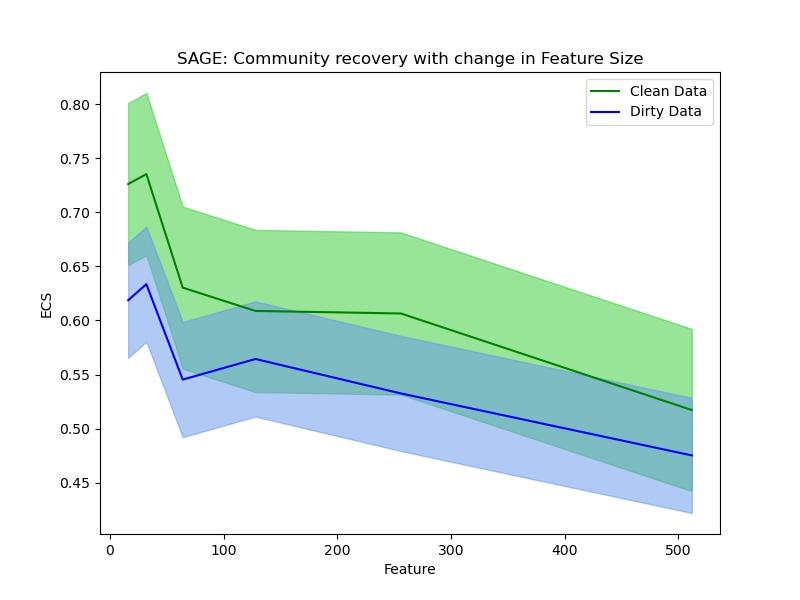 SAGE: Community recovery with change in Feature Size
Clean Data
Dirty Data
0.80
0.75
0.70
0.65
0.60
0.55
0.50
0.45
ECS
0 100 200 300 400 500
Feature